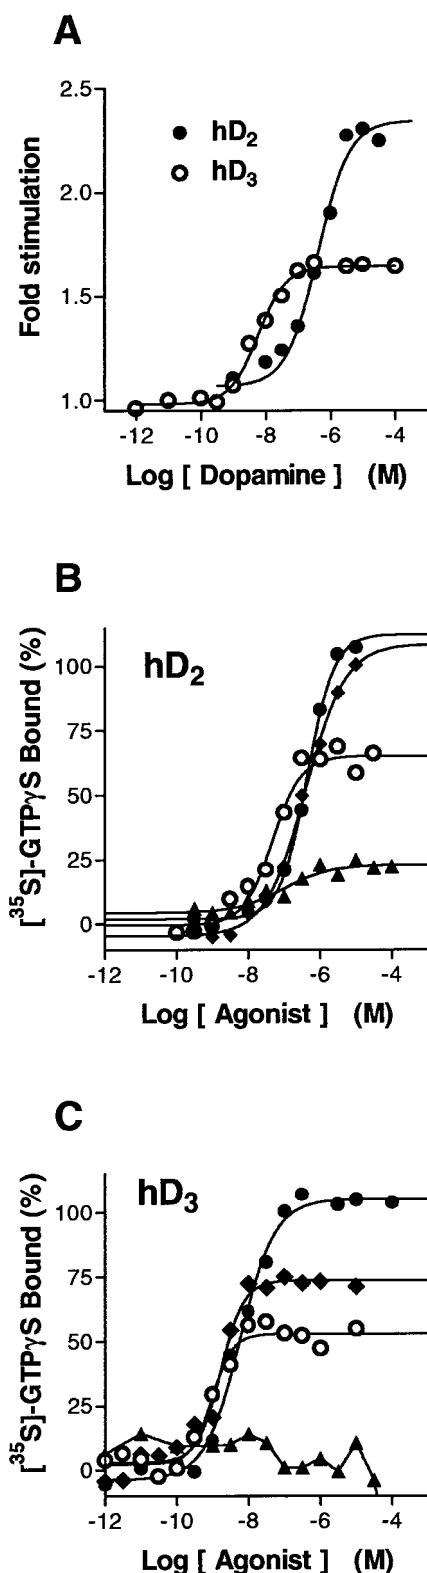 A
2.5
2.0
1.5
1.0
Fold stimulation
hD2
hD3
-12 -10 -8 -6 -4
Log [ Dopamine ] (M)
B
hD2
100
75
50
25
0
[35S]-GTPγS Bound (%)
-12 -10 -8 -6 -4
Log [ Agonist ] (M)
C
hD3
100
75
50
25
0
[35S]-GTPγS Bound (%)
-12 -10 -8 -6 -4
Log [ Agonist ] (M)